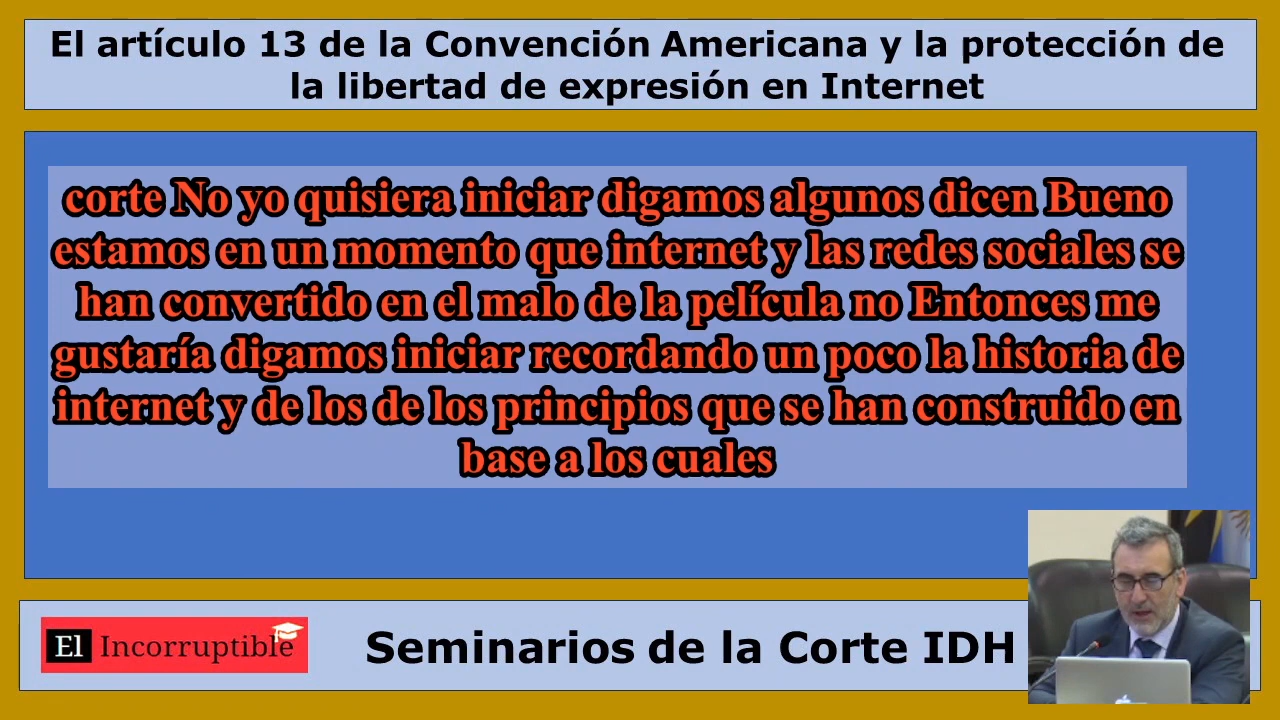 El artículo 13 de la Convención Americana y la protección de
la libertad de expresión en Internet
corte No yo quisiera iniciar digamos algunos dicen Bueno
estamos en un momento que internet y las redes sociales se
han convertido en el malo de la película no Entonces me
gustaría digamos iniciar recordando un poco la historia de
internet y de los de los principios que se han construido en
base a los cuales
El Incorruptible
Seminarios de la Corte IDH